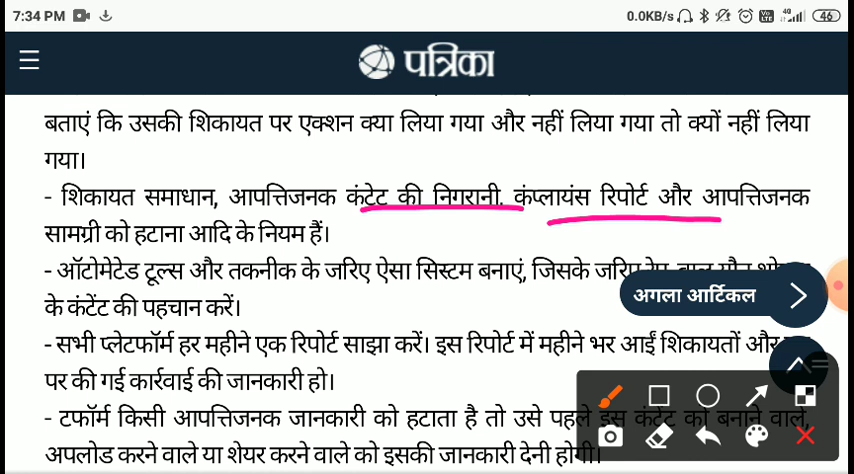 7:34 PM
0.0KB/s
4G
46
पत्रिका
बताएं कि उसकी शिकायत पर एक्शन क्या लिया गया और नहीं लिया गया तो क्यों नहीं लिया
गया।
- शिकायत समाधान, आपत्तिजनक कंटेट की निगरानी. कंप्लायंस रिपोर्ट और आपत्तिजनक
सामग्री को हटाना आदि के नियम हैं।
- ऑटोमेटेड टूल्स और तकनीक के जरिए ऐसा सिस्टम बनाएं, जिसके जरिए
अगला आर्टिकल
के कंटेंट की पहचान करें।
- सभी प्लेटफॉर्म हर महीने एक रिपोर्ट साझा करें। इस रिपोर्ट में महीने भर आईं शिकायतों और
पर की गई कार्रवाई की जानकारी हो।
- टफॉर्म किसी आपत्तिजनक जानकारी को हटाता है तो उसे पहले इस कंटेट को बनाने वाले,
अपलोड करने वाले या शेयर करने वाले को इसकी जानकारी देनी होगी।